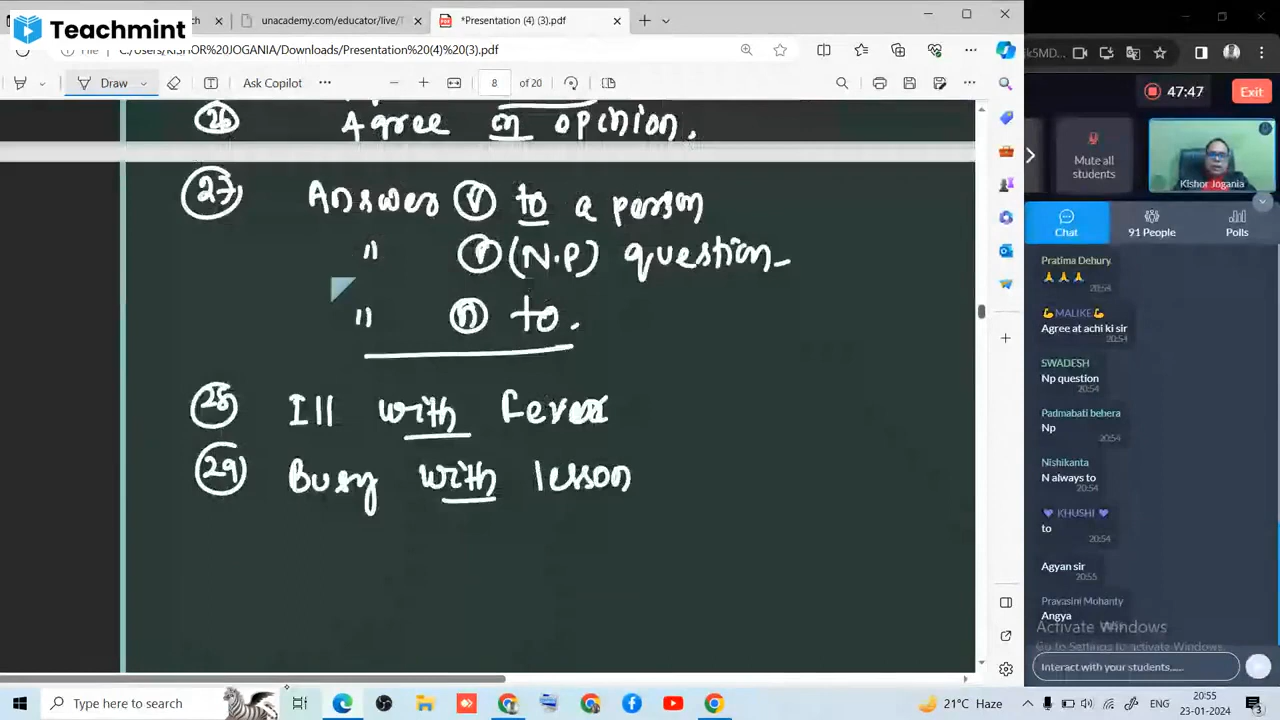 Teachmint
unacademy.com/educator/live/T
*Presentation (4) (3).pdf
File
C:/Users/KISHOR%20JOGANIA/Downloads/Presentation%20(4)%20(3).pdf
Draw
Ask Copilot
8
of 20
47:47
Exit
Mute all
students
Kishor Jogania
Chat
91 People
Polls
26 Agree in opinion.
27 Answer (v) to a person
" (v) (N.P) question-
" (n) to.
28 Ill with fever
29 Busy with lesson
Pratima Dehury
🙏 🙏 🙏
20:54
💪 MALIKE 💪
Agree at achi ki sir
20:54
SWADESH
Np question
20:54
Padmabati behera
Np
20:54
Nishikanta
N always to
20:54
💜 KHUSHI 💜
to
20:54
Agyan sir
20:55
Pravasini Mohanty
Angya
Activate Windows
Go to Settings to activate Windows.
Interact with your students......
Type here to search
21°C Haze
ENG
20:55
23-01-2024
3